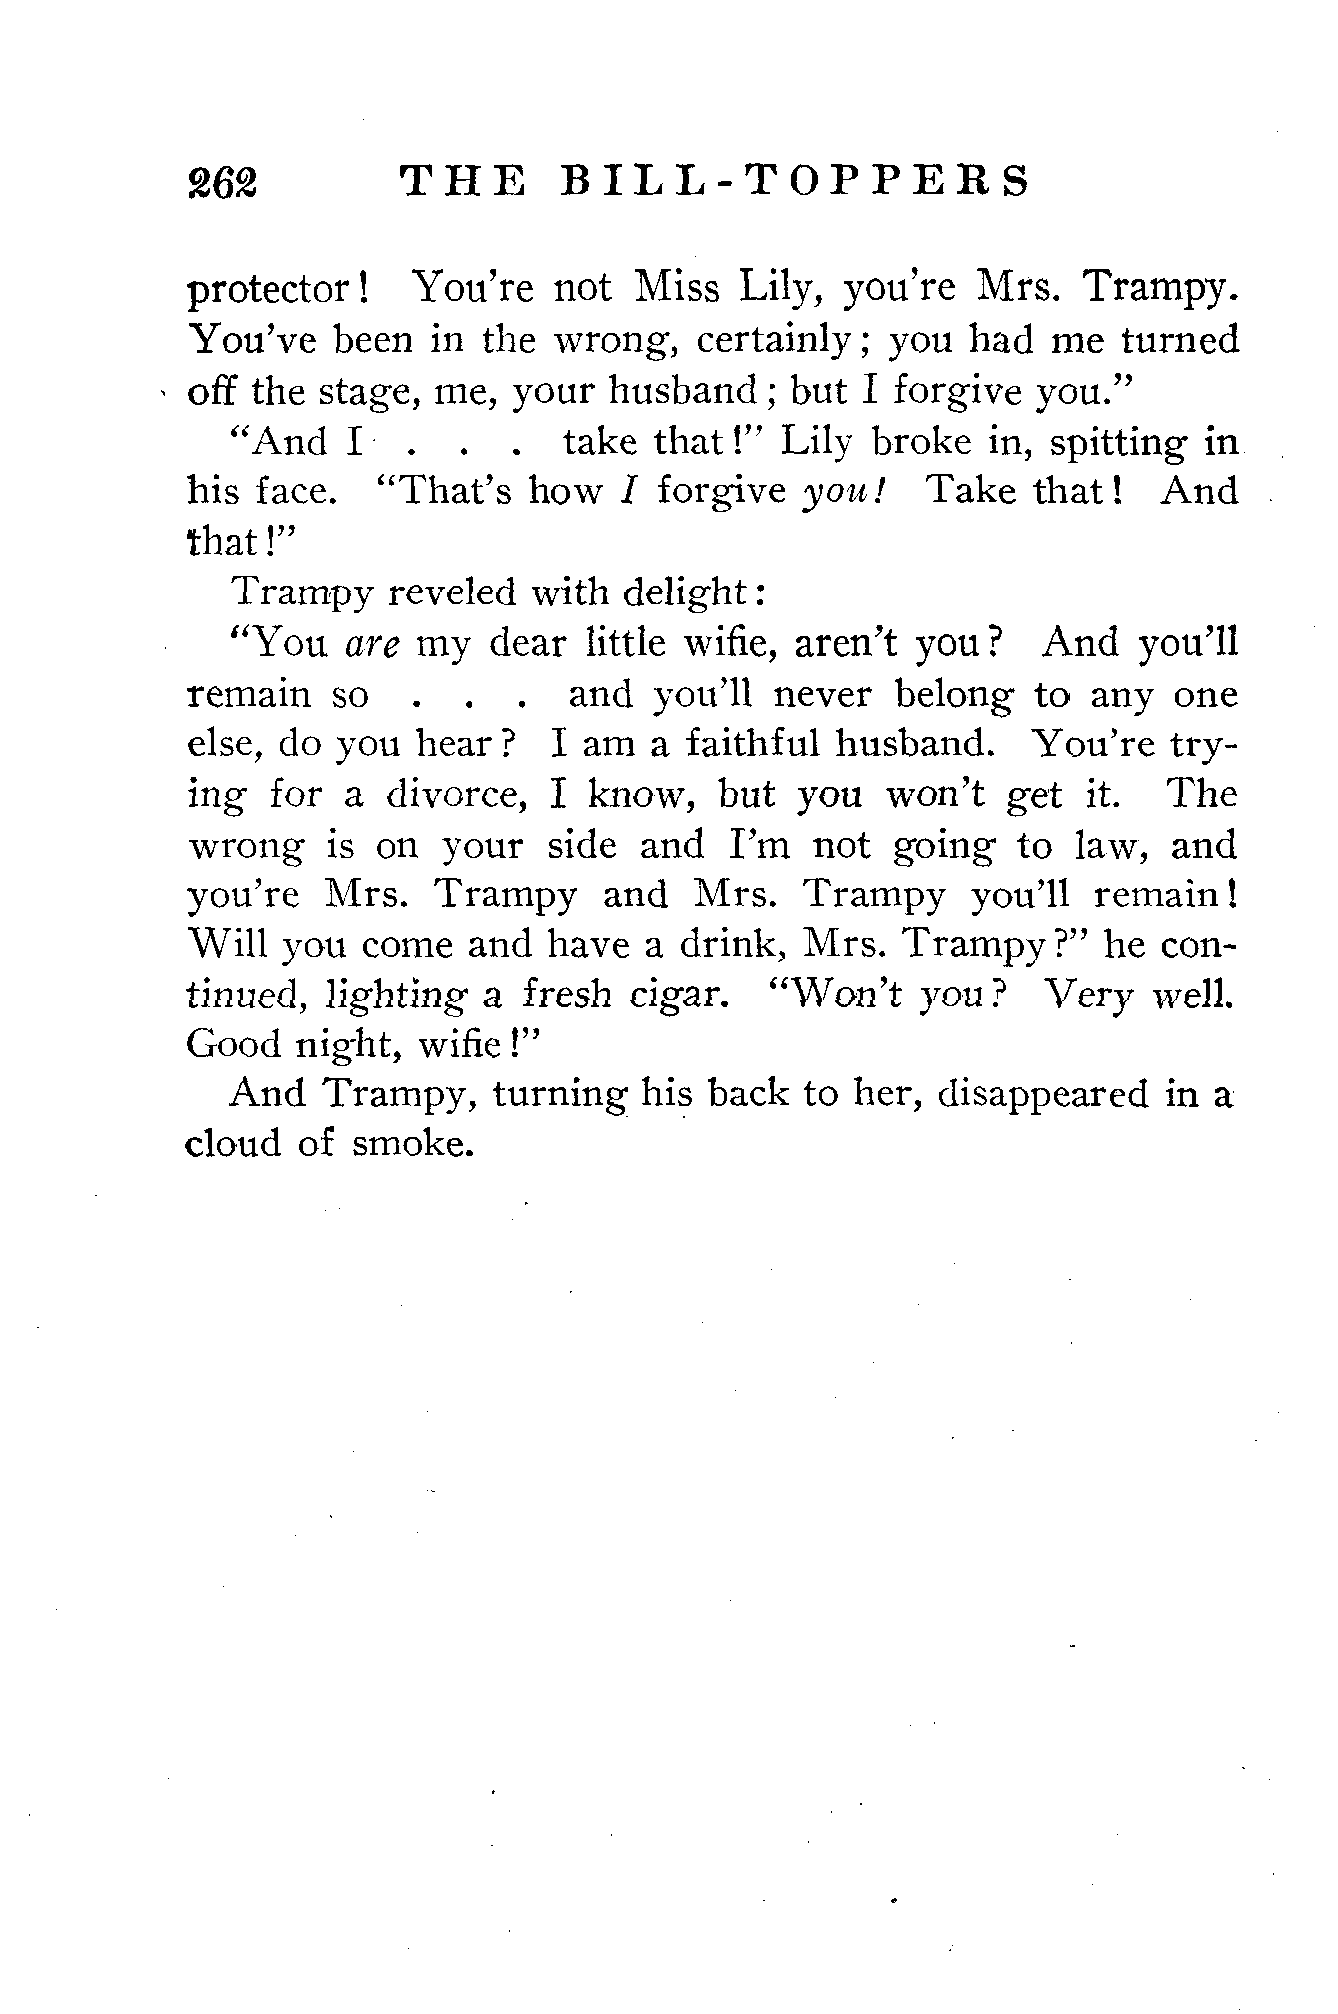 262 THE BILL-TOPPERS
protector! You're not Miss Lily, you're Mrs. Trampy.
You've been in the wrong, certainly; you had me turned
off the stage, me, your husband; but I forgive you."
"And I . . . take that!" Lily broke in, spitting in
his face. "That's how I forgive you! Take that! And
that!"
Trampy reveled with delight:
"You are my dear little wifie, aren't you? And you'll
remain so . . . and you'll never belong to any one
else, do you hear? I am a faithful husband. You're try-
ing for a divorce, I know, but you won't get it. The
wrong is on your side and I'm not going to law, and
you're Mrs. Trampy and Mrs. Trampy you'll remain!
Will you come and have a drink, Mrs. Trampy?" he con-
tinued, lighting a fresh cigar. "Won't you? Very well.
Good night, wifie!"
And Trampy, turning his back to her, disappeared in a
cloud of smoke.